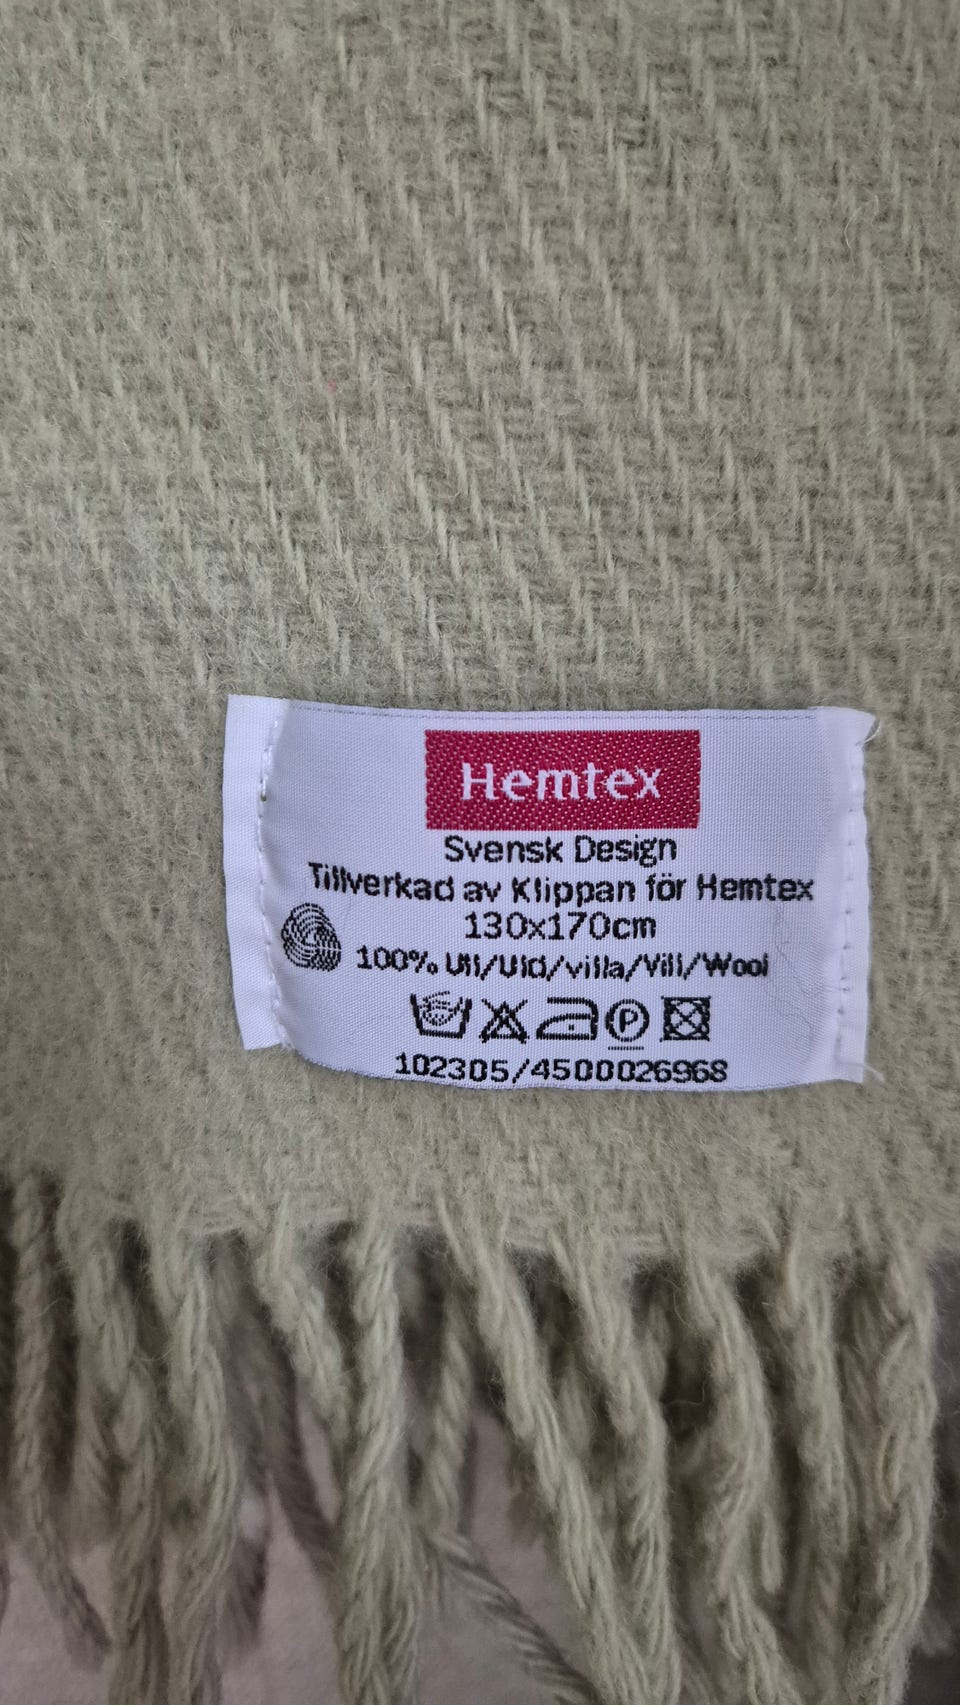 Hemtex
Svensk Design
Tillverkad av Klippan för Hemtex
130x170cm
100% Ull/Uld/villa/Vill/Wool
P
102305/4500026968